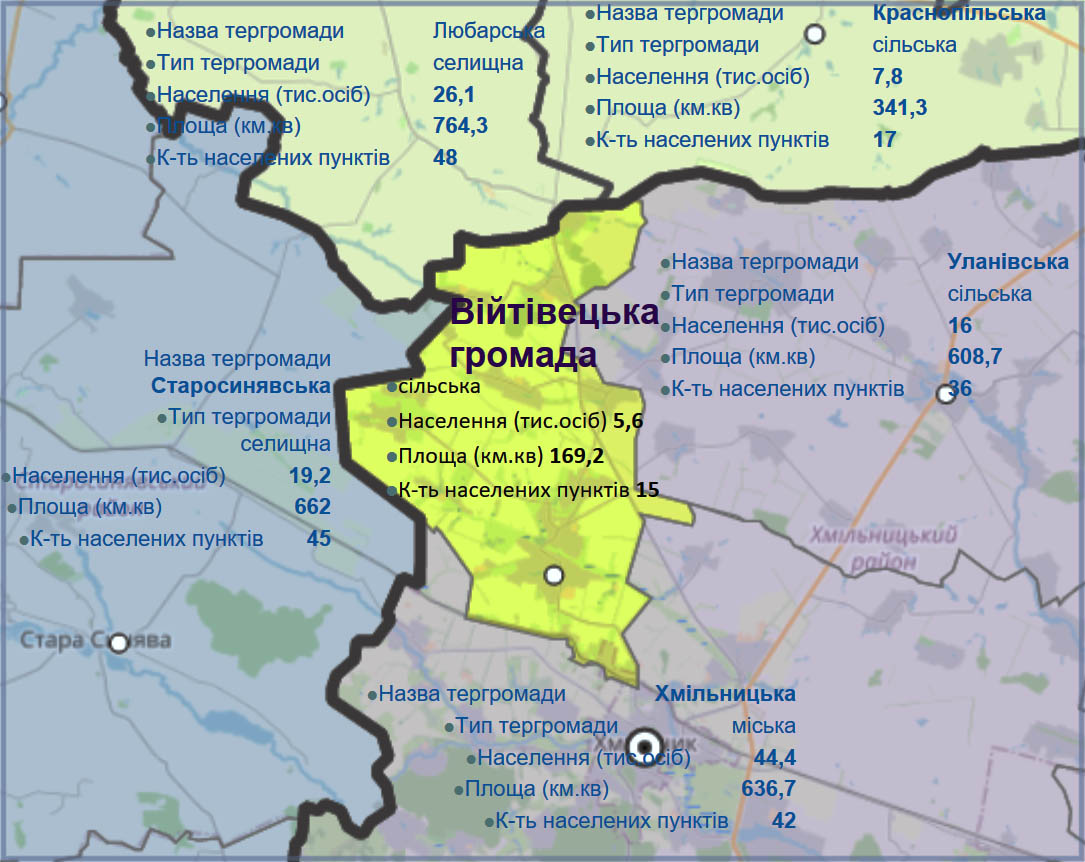 •Назва тергромади Любарська
•Тип тергромади селищна
•Населення (тис.осіб) 26,1
•Площа (км.кв) 764,3
•К-ть населених пунктів 48
•Назва тергромади Краснопільська
•Тип тергромади сільська
•Населення (тис.осіб) 7,8
•Площа (км.кв) 341,3
•К-ть населених пунктів 17
•Назва тергромади Уланівська
•Тип тергромади сільська
•Населення (тис.осіб) 16
•Площа (км.кв) 608,7
•К-ть населених пунктів 36
Війтівецька
громада
•сільська
•Населення (тис.осіб) 5,6
•Площа (км.кв) 169,2
•К-ть населених пунктів 15
Назва тергромади
Старосинявська
•Тип тергромади
селищна
•Населення (тис.осіб) 19,2
•Площа (км.кв) 662
•К-ть населених пунктів 45
Старосинявський
район
Хмільницький
район
Стара Синява
•Назва тергромади Хмільницька
•Тип тергромади міська
Хмільник
•Населення (тис.осіб) 44,4
•Площа (км.кв) 636,7
•К-ть населених пунктів 42